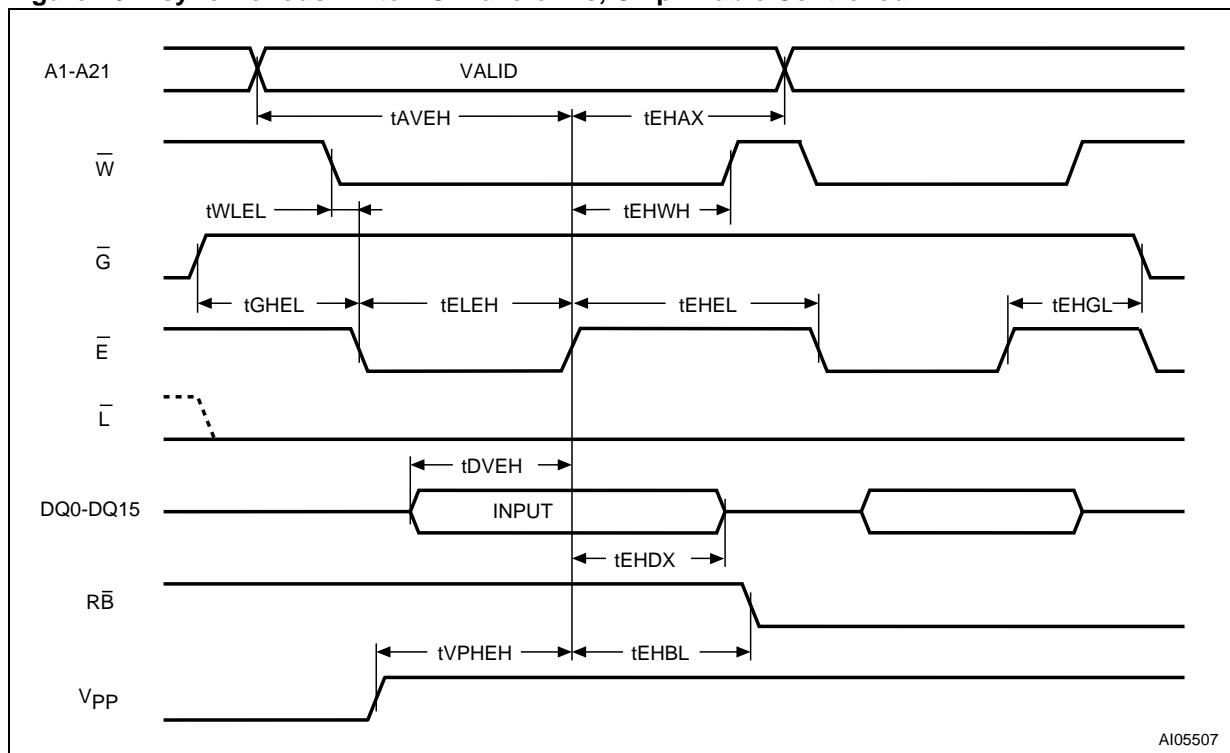 A1-A21
VALID
tAVEH
tEHAX
W̅
tWLEL
tEHWH
G̅
tGHEL
tELEH
tEHEL
tEHGL
E̅
L̅
tDVEH
DQ0-DQ15
INPUT
tEHDX
RB̅
tVPHEH
tEHBL
VPP
AI05507